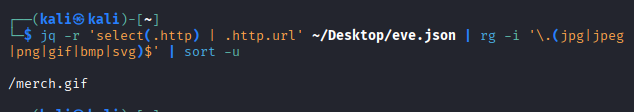 ┌──(kali㉿kali)-[~]
└─$ jq -r 'select(.http) | .http.url' ~/Desktop/eve.json | rg -i '\.(jpg|jpeg
|png|gif|bmp|svg)$' | sort -u
/merch.gif